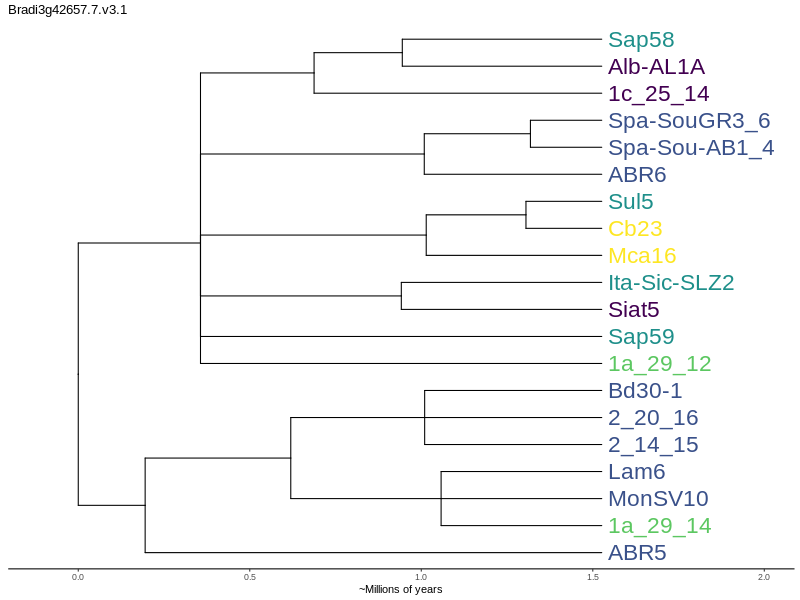 Bradi3g42657.7.v3.1
Sap58
Alb-AL1A
1c_25_14
Spa-SouGR3_6
Spa-Sou-AB1_4
ABR6
Sul5
Cb23
Mca16
Ita-Sic-SLZ2
Siat5
Sap59
1a_29_12
Bd30-1
2_20_16
2_14_15
Lam6
MonSV10
1a_29_14
ABR5
0.0 0.5 1.0 1.5 2.0
~Millions of years